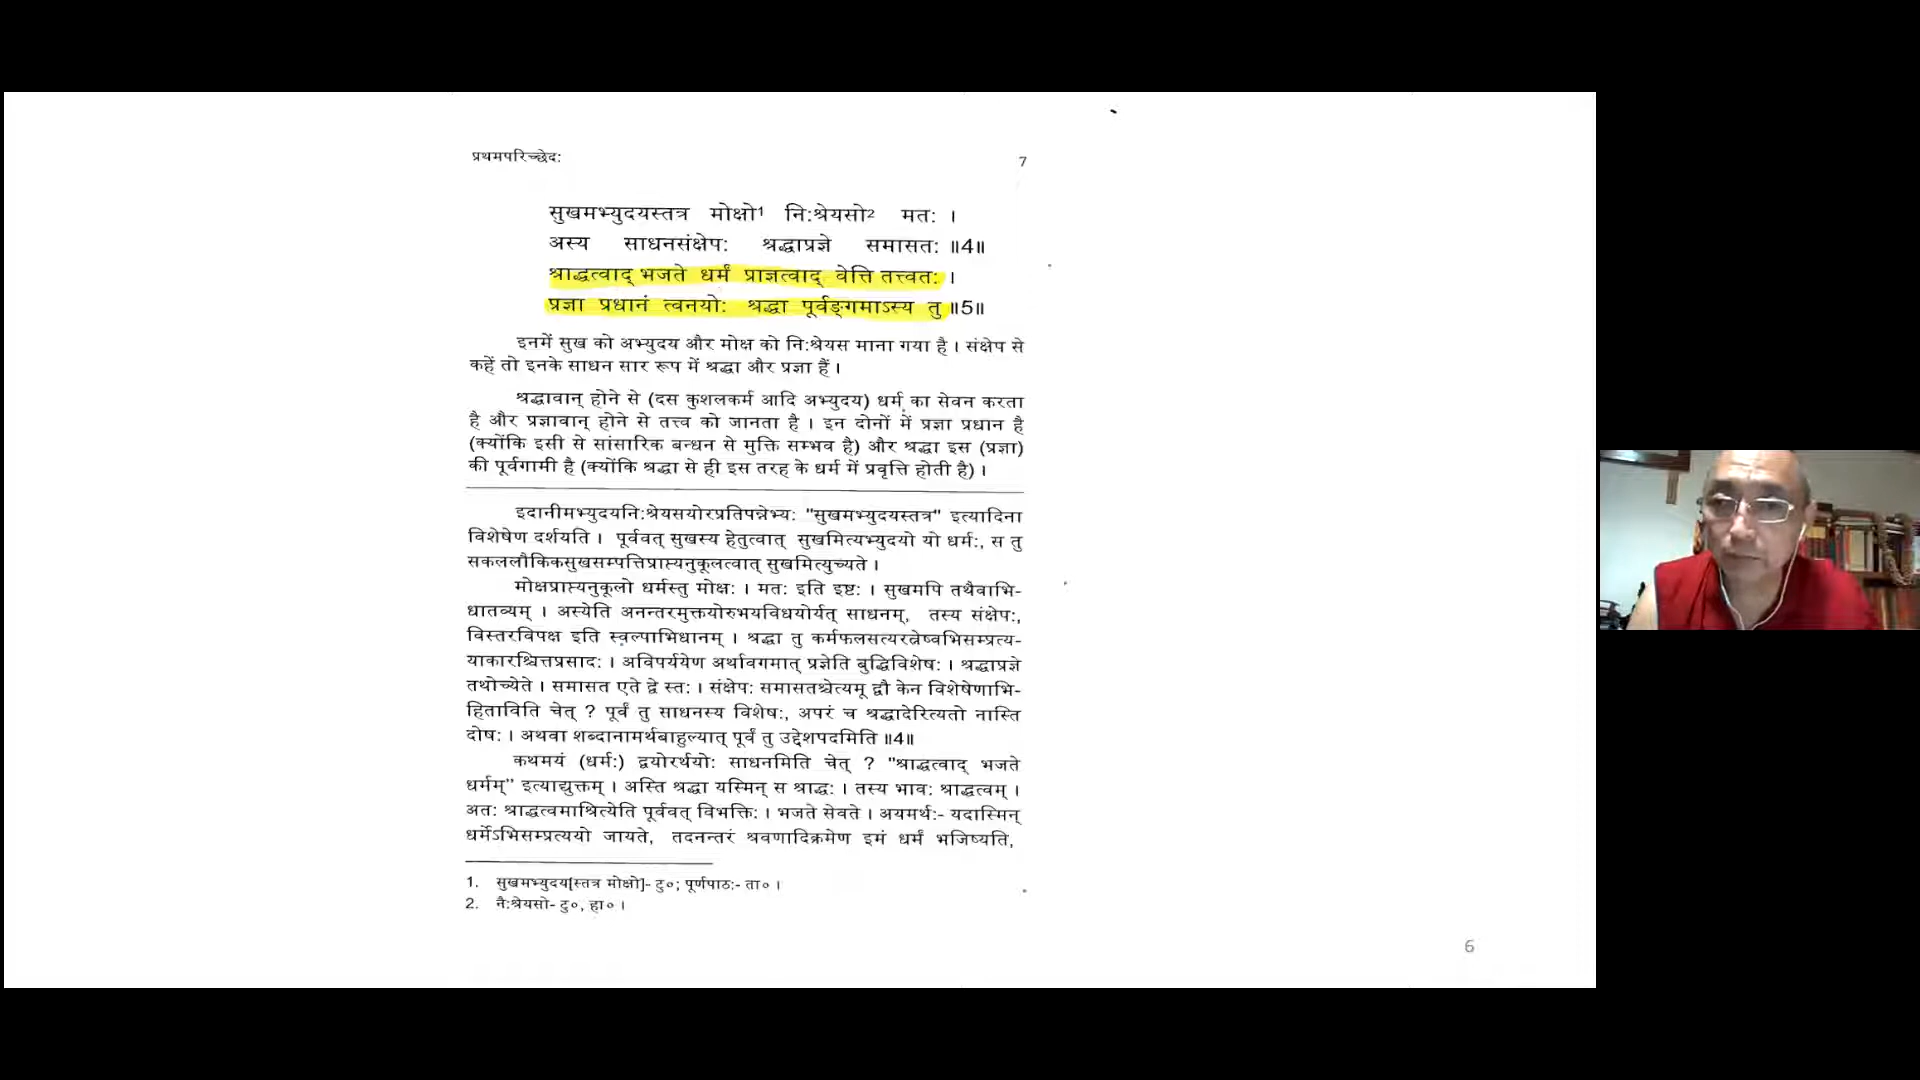 प्रथमपरिच्छेदः
7
सुखमभ्युदयस्तत्र मोक्षो1 निःश्रेयसो2 मतः ।
अस्य साधनसंक्षेपः श्रद्धाप्रज्ञे समासतः ॥4॥
श्राद्धत्वाद् भजते धर्मं प्राज्ञत्वाद् वेत्ति तत्त्वतः ।
प्रज्ञा प्रधानं त्वनयोः श्रद्धा पूर्वङ्गमाऽस्य तु ॥5॥
इनमें सुख को अभ्युदय और मोक्ष को निःश्रेयस माना गया है । संक्षेप से
कहें तो इनके साधन सार रूप में श्रद्धा और प्रज्ञा हैं ।
श्रद्धावान् होने से (दस कुशलकर्म आदि अभ्युदय) धर्म का सेवन करता
है और प्रज्ञावान् होने से तत्त्व को जानता है । इन दोनों में प्रज्ञा प्रधान है
(क्योंकि इसी से सांसारिक बन्धन से मुक्ति सम्भव है) और श्रद्धा इस (प्रज्ञा)
की पूर्वगामी है (क्योंकि श्रद्धा से ही इस तरह के धर्म में प्रवृत्ति होती है) ।
इदानीमभ्युदयनिःश्रेयसयोरप्रतिपन्नेभ्यः "सुखमभ्युदयस्तत्र" इत्यादिना
विशेषेण दर्शयति । पूर्ववत् सुखस्य हेतुत्वात् सुखमित्यभ्युदयो यो धर्मः, स तु
सकललौकिकसुखसम्पत्तिप्राप्त्यनुकूलत्वात् सुखमित्युच्यते ।
मोक्षप्राप्त्यनुकूलो धर्मस्तु मोक्षः । मतः इति इष्टः । सुखमपि तथैवाभि-
धातव्यम् । अस्येति अनन्तरमुक्तयोरुभयविधयोर्यत् साधनम्, तस्य संक्षेपः,
विस्तरविपक्ष इति स्वल्पाभिधानम् । श्रद्धा तु कर्मफलसत्यरत्नेष्वभिसम्प्रत्य-
याकारश्चित्तप्रसादः । अविपर्ययेण अर्थावगमात् प्रज्ञेति बुद्धिविशेषः । श्रद्धाप्रज्ञे
तथोच्येते । समासत एते द्वे स्तः । संक्षेपः समासतश्चेत्यमू द्वौ केन विशेषेणाभि-
हिताविति चेत् ? पूर्वं तु साधनस्य विशेषः, अपरं च श्रद्धादेरित्यतो नास्ति
दोषः । अथवा शब्दानामर्थबाहुल्यात् पूर्वं तु उद्देशपदमिति ॥4॥
कथमयं (धर्मः) द्वयोरर्थयोः साधनमिति चेत् ? "श्राद्धत्वाद् भजते
धर्मम्" इत्याद्युक्तम् । अस्ति श्रद्धा यस्मिन् स श्राद्धः । तस्य भावः श्राद्धत्वम् ।
अतः श्राद्धत्वमाश्रित्येति पूर्ववत् विभक्तिः । भजते सेवते । अयमर्थः- यदास्मिन्
धर्मेऽभिसम्प्रत्ययो जायते, तदनन्तरं श्रवणादिक्रमेण इमं धर्मं भजिष्यति,
1. सुखमभ्युदय[स्तत्र मोक्षो]- टु०; पूर्णपाठः- ता० ।
2. नैःश्रेयसो- टु०, हा० ।
6